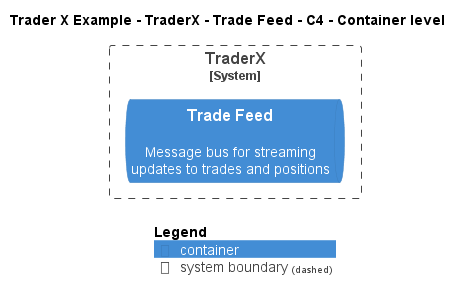 Trader X Example - TraderX - Trade Feed - C4 - Container level
TraderX
[System]
Trade Feed
Message bus for streaming
updates to trades and positions
Legend
container
system boundary (dashed)